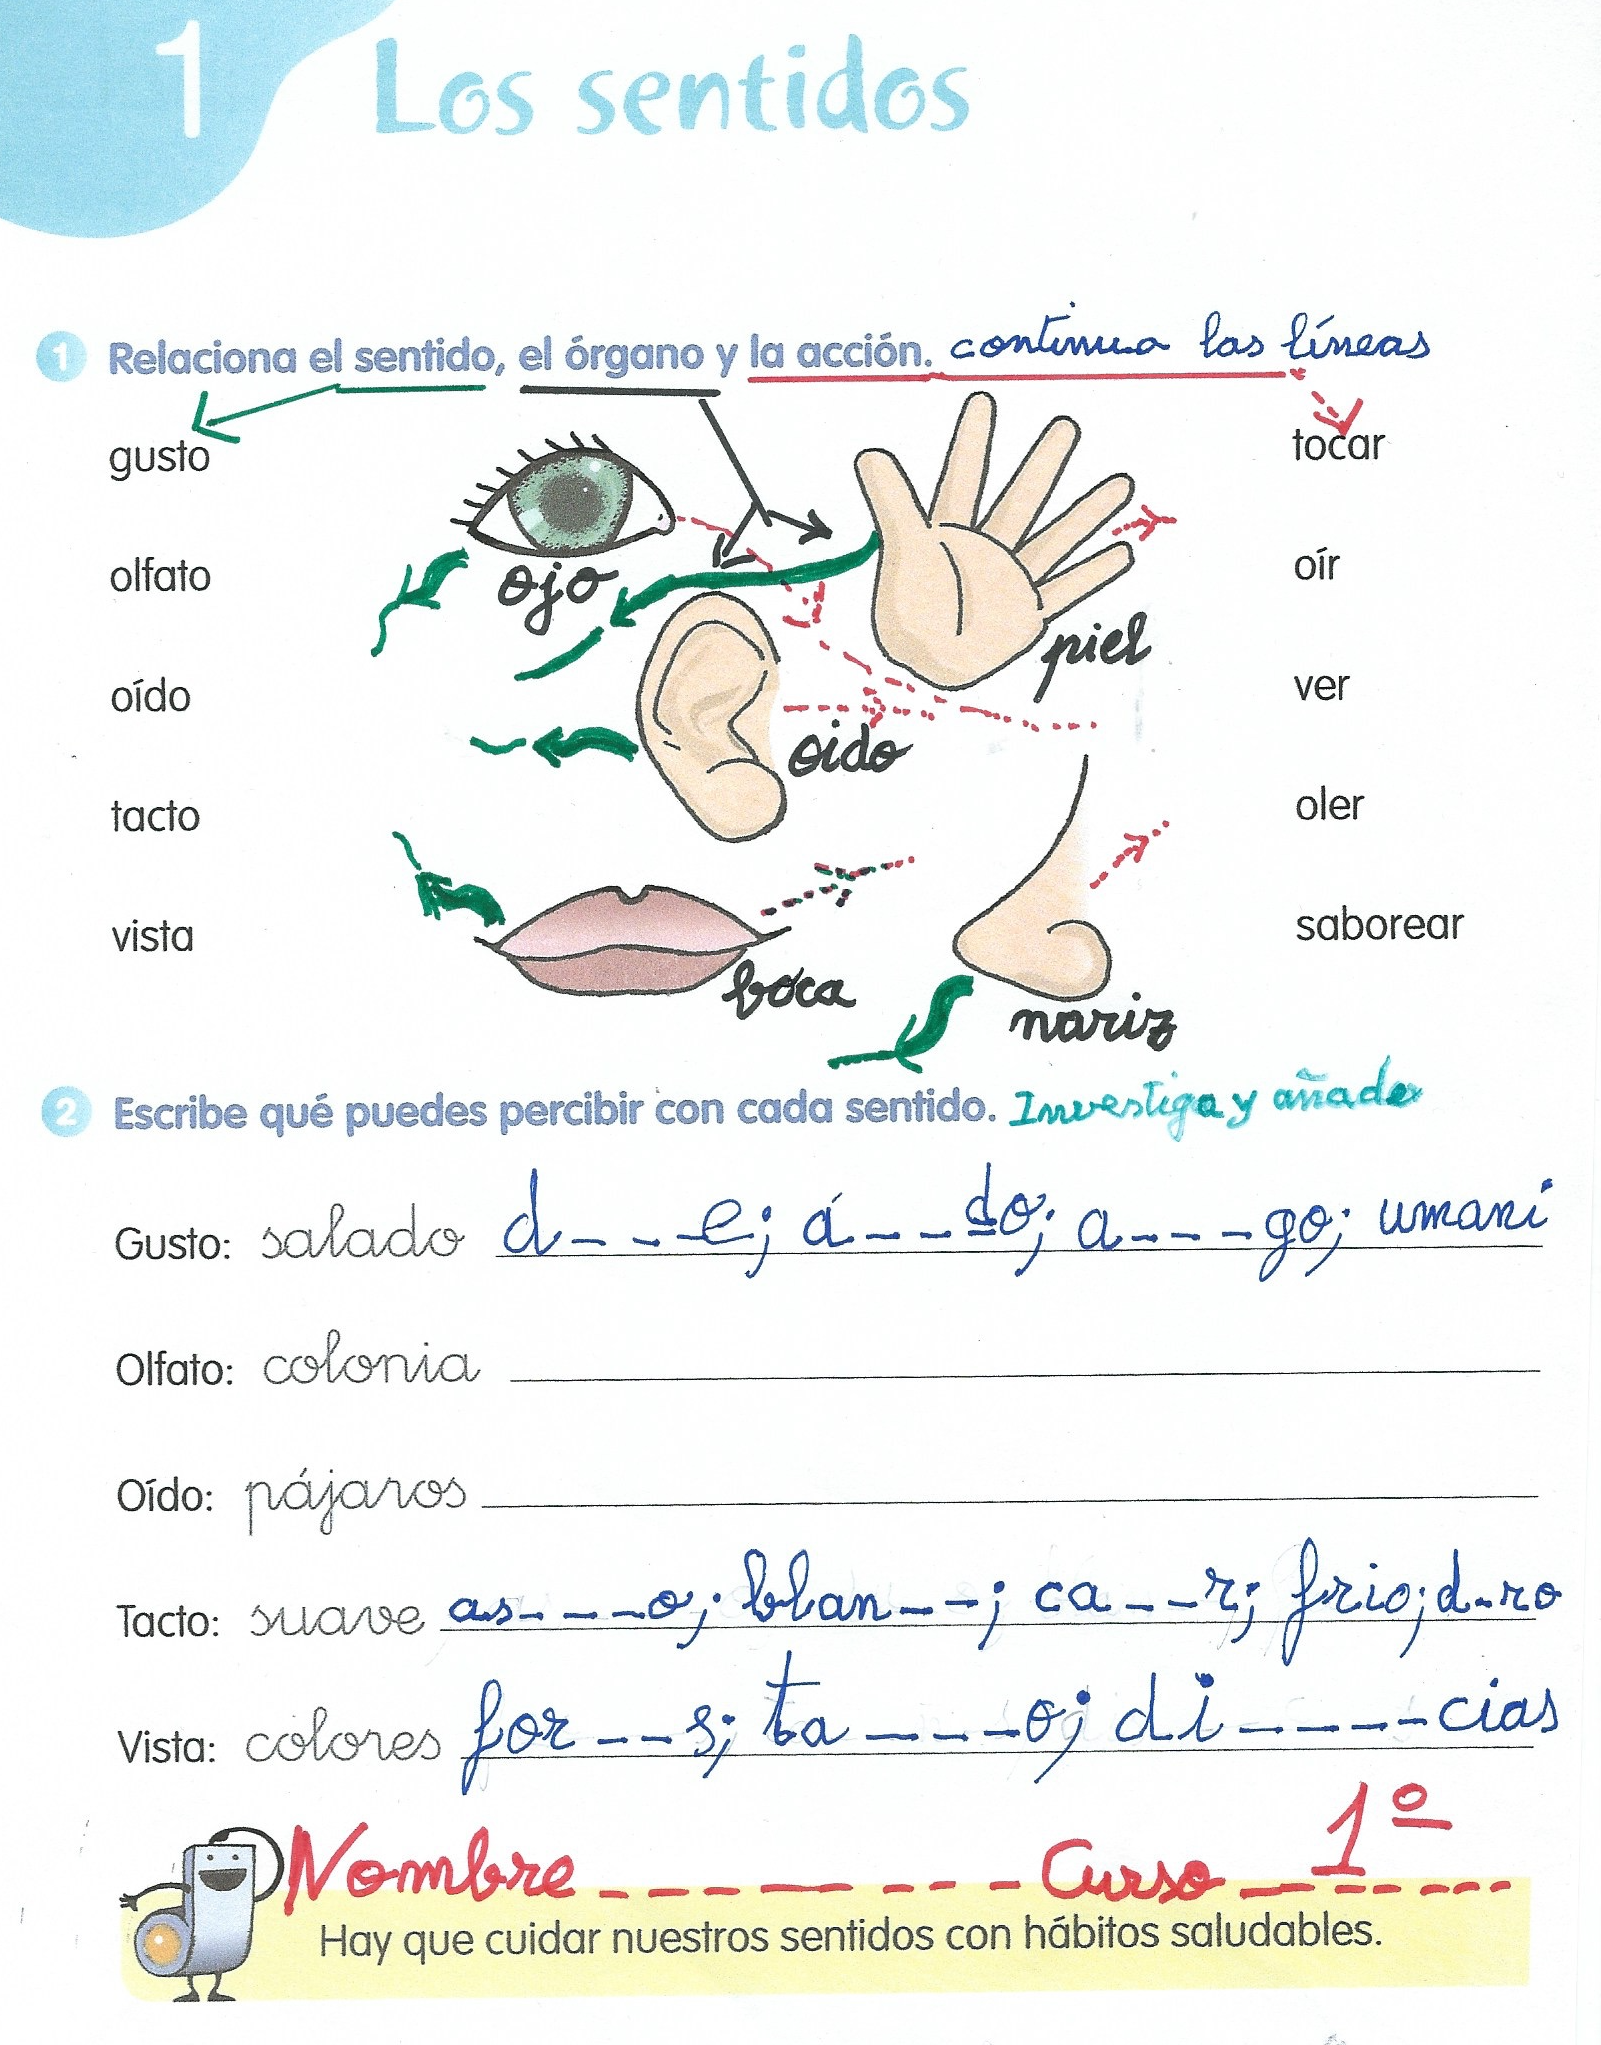 1 Los sentidos
1 Relaciona el sentido, el órgano y la acción. continua las líneas
gusto
tocar
olfato
ojo
oír
piel
oído
ver
oido
tacto
oler
vista
boca
saborear
nariz
2 Escribe qué puedes percibir con cada sentido. Investiga y añade
Gusto: salado d_ _ _e; á_ _do; a_ _ _ _go; umani
Olfato: colonia
Oído: pájaros
Tacto: suave as_ _ _ _o; blan_ _; ca_ _r; frio; d_ro
Vista: colores for_ _s; ta_ _ _ _o; di_ _ _ _ _cias
Nombre _ _ _ _ _ _ _ _ Curso 1º
Hay que cuidar nuestros sentidos con hábitos saludables.